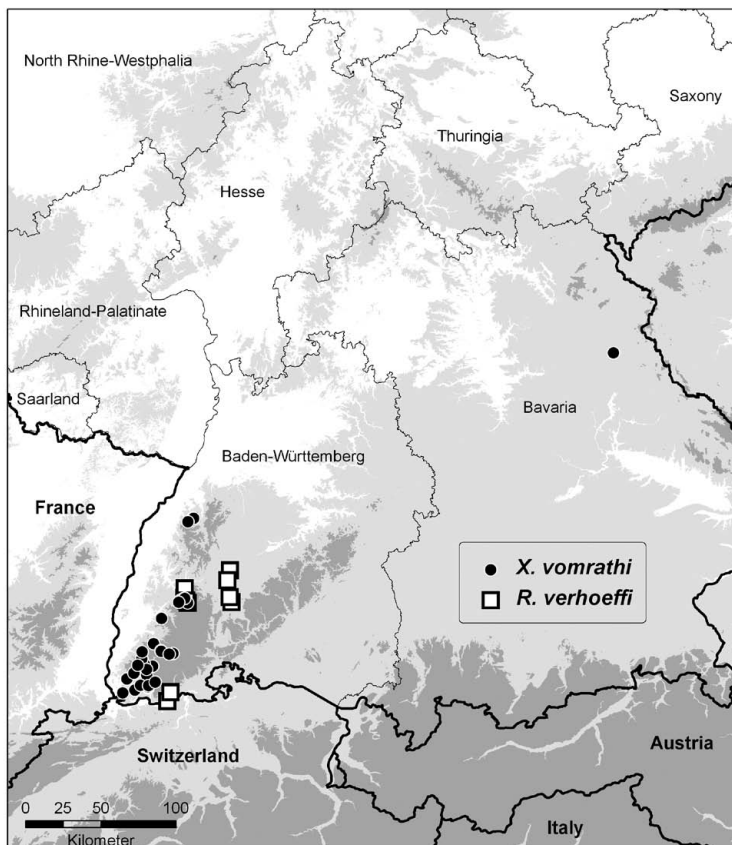 North Rhine-Westphalia
Saxony
Thuringia
Hesse
Rhineland-Palatinate
Saarland
Bavaria
Baden-Württemberg
France
X. vomrathi
R. verhoeffi
Switzerland
Austria
Italy
0 25 50 100
Kilometer